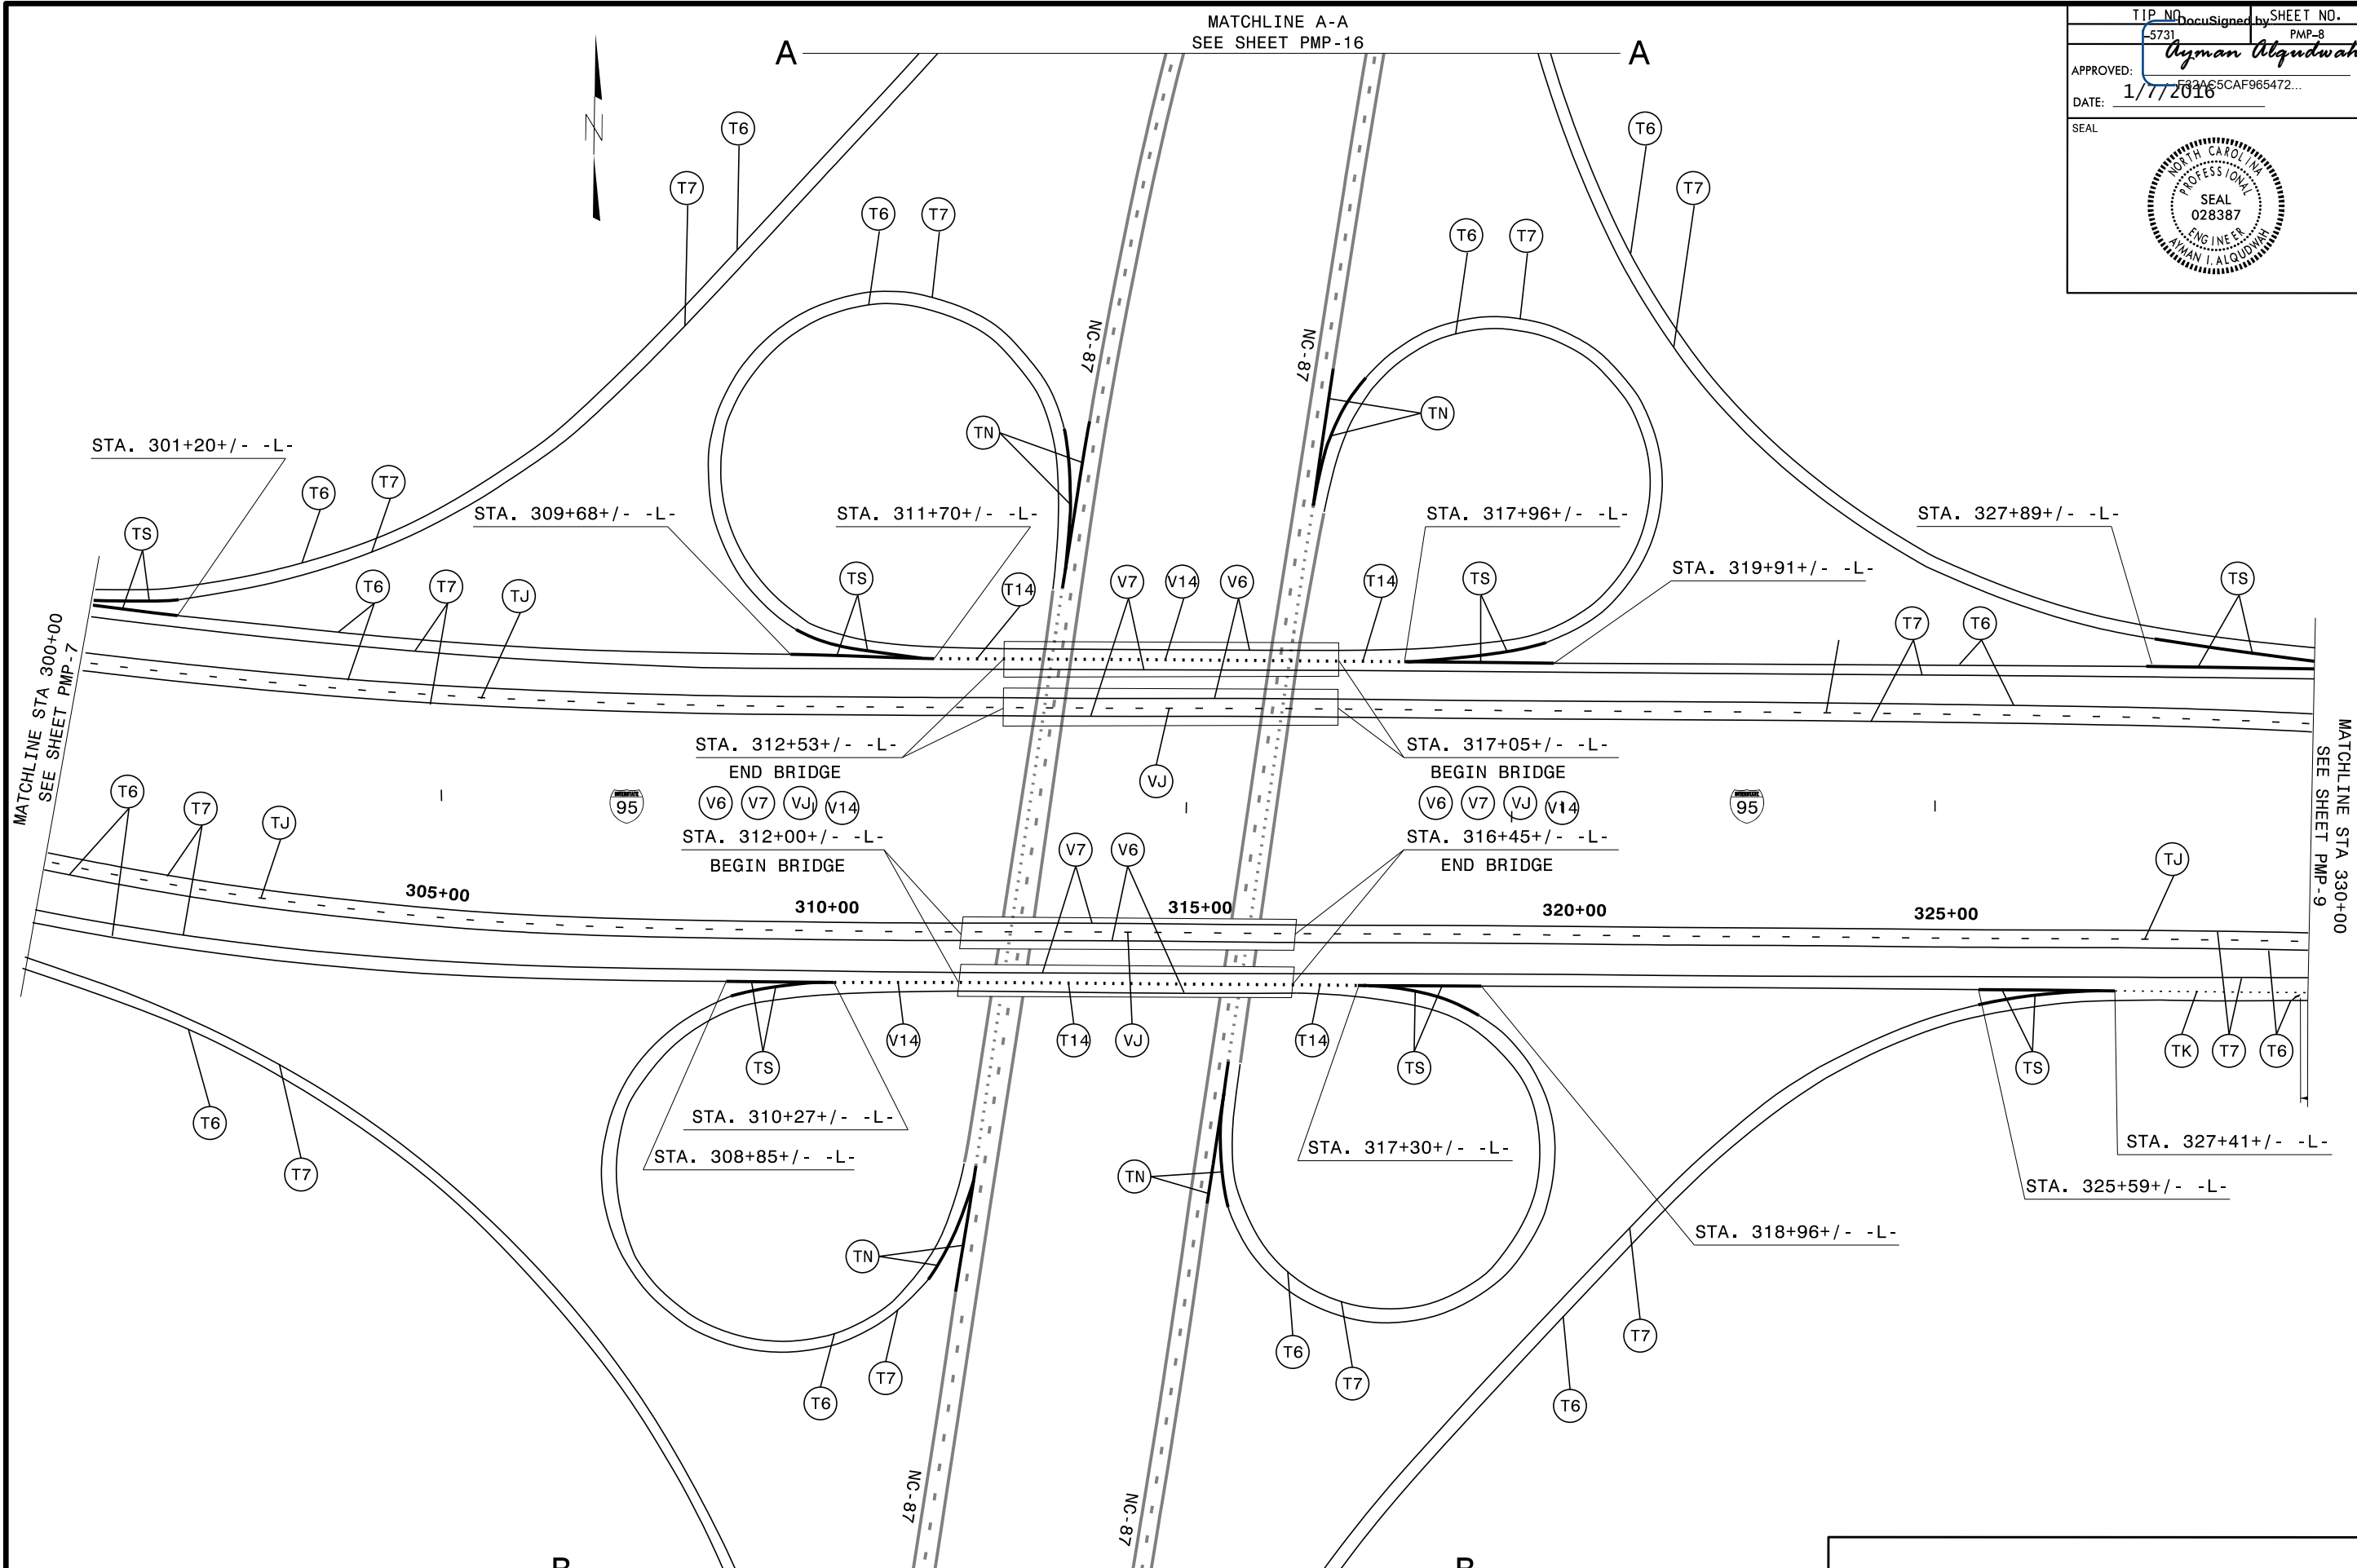 MATCHLINE A-A
SEE SHEET PMP-16
A
A
TIP NO.
SHEET NO.
DocuSigned by
-5731
PMP-8
Ayman Alqudwah
APPROVED:
F32AC5CAF965472...
DATE: 1/7/2016
SEAL
NORTH CAROLINA
PROFESSIONAL
SEAL
028387
ENGINEER
AYMAN I. ALQUDWAH
N
T6
T7
T6
T7
T6
T7
T6
T7
NC-87
NC-87
TN
TN
STA. 301+20+/- -L-
T6
T7
TS
STA. 309+68+/- -L-
STA. 311+70+/- -L-
STA. 317+96+/- -L-
STA. 327+89+/- -L-
STA. 319+91+/- -L-
T6
T7
TJ
TS
T14
V7
V14
V6
T14
TS
T7
T6
TS
MATCHLINE STA 300+00
SEE SHEET PMP-7
STA. 312+53+/- -L-
END BRIDGE
V6
V7
VJ
V14
STA. 312+00+/- -L-
BEGIN BRIDGE
VJ
STA. 317+05+/- -L-
BEGIN BRIDGE
V6
V7
VJ
V14
STA. 316+45+/- -L-
END BRIDGE
INTERSTATE
95
INTERSTATE
95
MATCHLINE STA 330+00
SEE SHEET PMP-9
T6
T7
TJ
V7
V6
TJ
305+00
310+00
315+00
320+00
325+00
TS
V14
T14
VJ
T14
TS
TS
TK
T7
T6
T6
T7
STA. 310+27+/- -L-
STA. 308+85+/- -L-
STA. 317+30+/- -L-
STA. 327+41+/- -L-
STA. 325+59+/- -L-
STA. 318+96+/- -L-
TN
TN
T6
T7
T6
T7
T7
T6
NC-87
NC-87